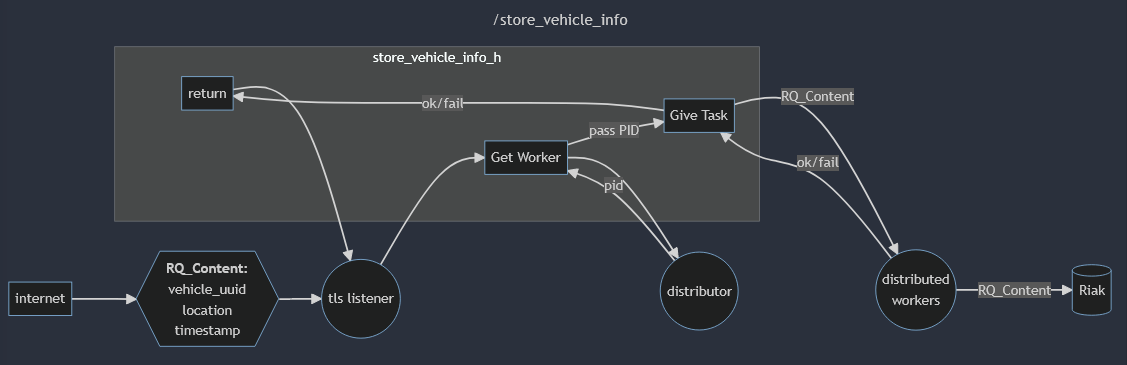 /store_vehicle_info
store_vehicle_info_h
return
ok/fail
Give Task
RQ_Content
pass PID
Get Worker
pid
ok/fail
internet
RQ_Content:
vehicle_uuid
location
timestamp
tls listener
distributor
distributed
workers
RQ_Content
Riak